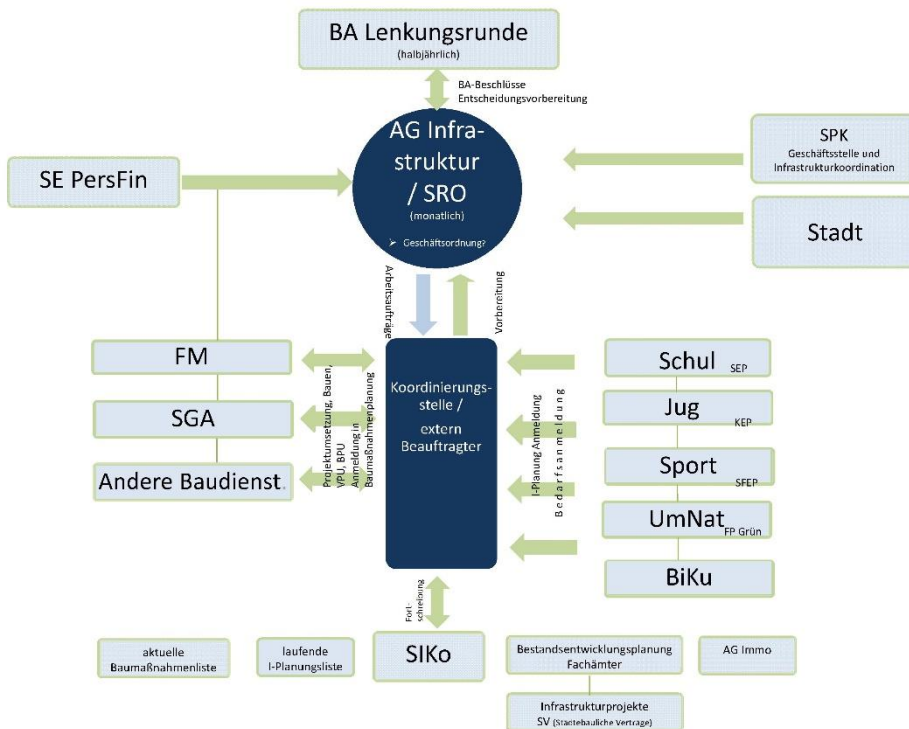 BA Lenkungsrunde
(halbjährlich)
BA-Beschlüsse
Entscheidungsvorbereitung
AG Infra-
struktur
/ SRO
(monatlich)
➢ Geschäftsordnung?
SPK
Geschäftsstelle und
Infrastrukturkoordination
SE PersFin
Stadt
Arbeitsaufträge
Vorbereitung
FM
SGA
Andere Baudienst.
Projektumsetzung, Bauen,
VPU, BPU
Anmeldung in
Baumaßnahmenplanung
Koordinierungs-
stelle /
extern
Beauftragter
I-Planung Anmeldung
Bedarfsanmeldung
Schul SEP
Jug KEP
Sport SFEP
UmNat FP Grün
BiKu
Fort-
schreibung
aktuelle
Baumaßnahmenliste
laufende
I-Planungsliste
SIKo
Bestandsentwicklungsplanung
Fachämter
AG Immo
Infrastrukturprojekte
SV (Städtebauliche Verträge)